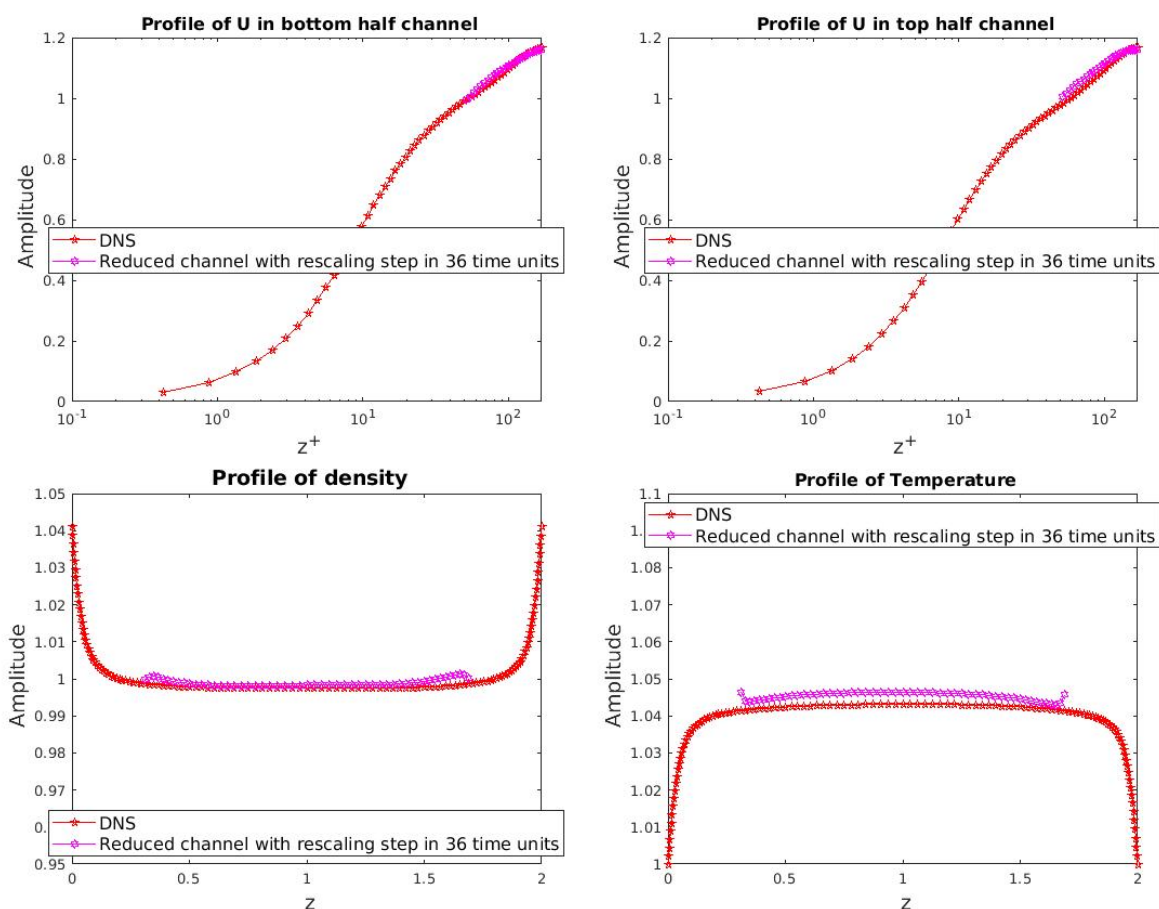 Profile of U in bottom half channel
1.2
1
0.8
0.6
0.4
0.2
0
Amplitude
DNS
Reduced channel with rescaling step in 36 time units
10-1
100
101
102
z+
Profile of U in top half channel
1.2
1
0.8
0.6
0.4
0.2
0
Amplitude
DNS
Reduced channel with rescaling step in 36 time units
10-1
100
101
102
z+
Profile of density
1.05
1.04
1.03
1.02
1.01
1
0.99
0.98
0.97
0.95
Amplitude
DNS
Reduced channel with rescaling step in 36 time units
0
0.5
1
1.5
2
z
Profile of Temperature
1.1
DNS
Reduced channel with rescaling step in 36 time units
1.08
1.07
1.06
1.05
1.04
1.03
1.02
1.01
1
Amplitude
0
0.5
1
1.5
2
z